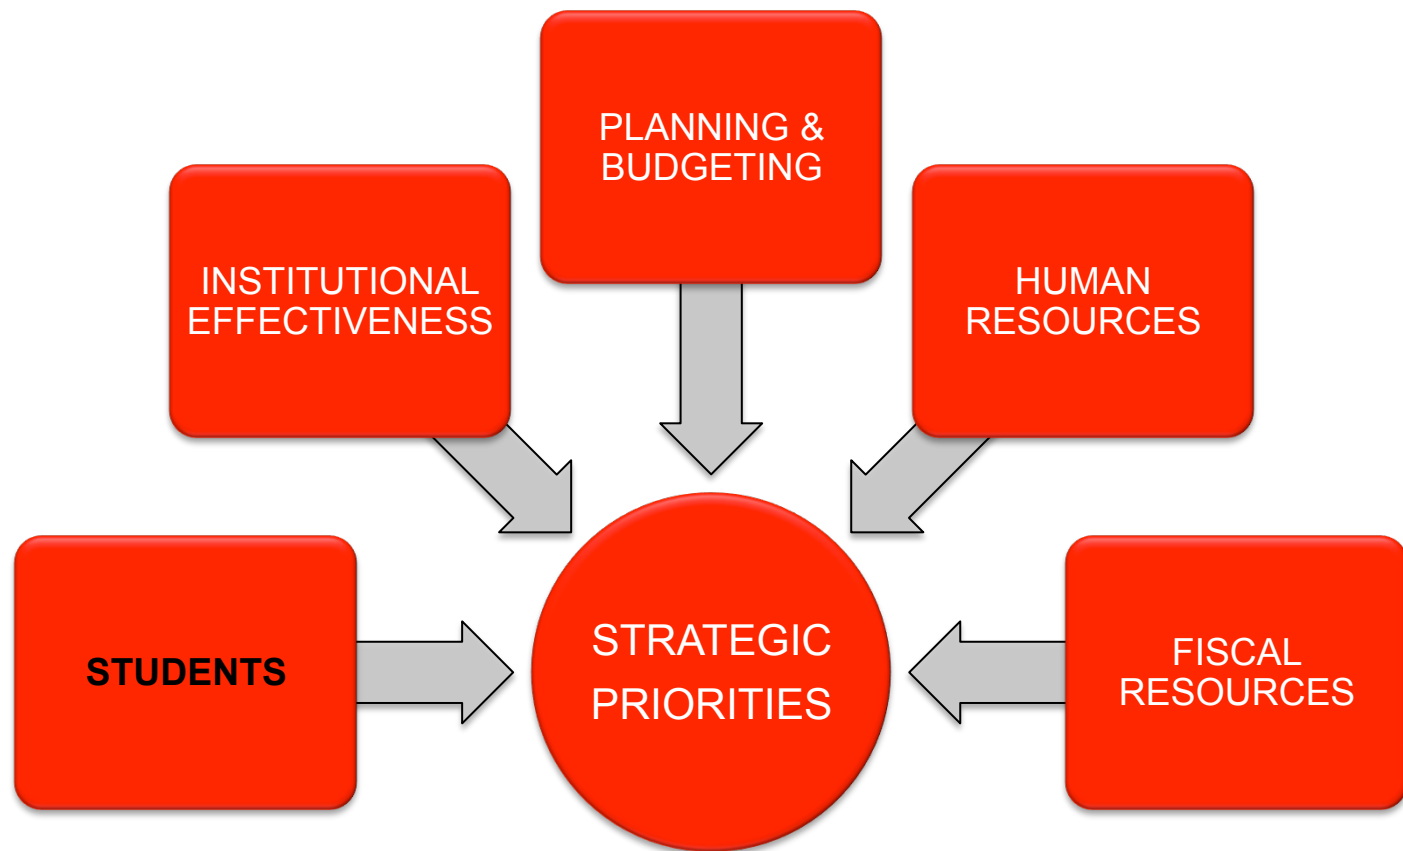 PLANNING &
BUDGETING
INSTITUTIONAL
EFFECTIVENESS
HUMAN
RESOURCES
STUDENTS
STRATEGIC
PRIORITIES
FISCAL
RESOURCES